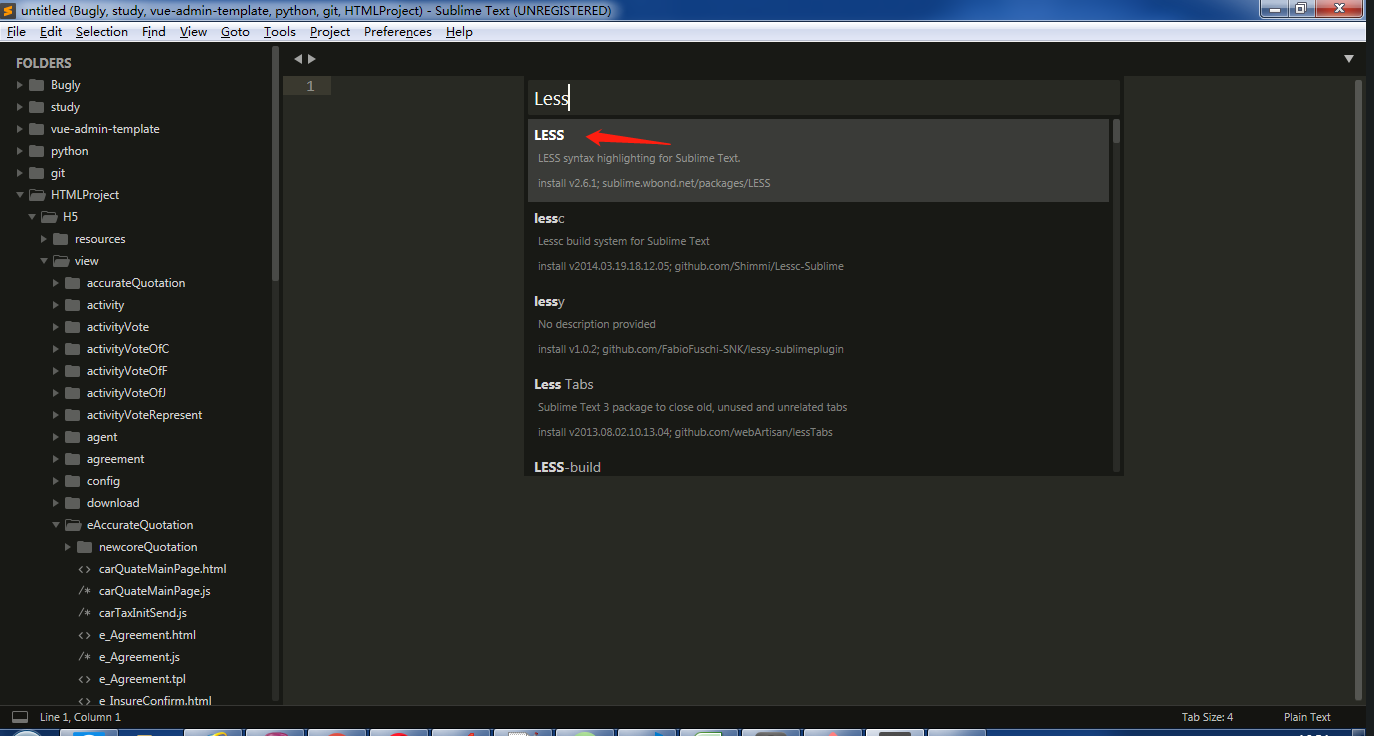 untitled (Bugly, study, vue-admin-template, python, git, HTMLProject) - Sublime Text (UNREGISTERED)
File Edit Selection Find View Goto Tools Project Preferences Help
FOLDERS
Bugly
study
vue-admin-template
python
git
HTMLProject
H5
resources
view
accurateQuotation
activity
activityVote
activityVoteOfC
activityVoteOfF
activityVoteOfJ
activityVoteRepresent
agent
agreement
config
download
eAccurateQuotation
newcoreQuotation
<> carQuateMainPage.html
/* carQuateMainPage.js
/* carTaxInitSend.js
<> e_Agreement.html
/* e_Agreement.js
<> e_Agreement.tpl
<> e_InsureConfirm.html
1
Less
LESS
LESS syntax highlighting for Sublime Text.
install v2.6.1; sublime.wbond.net/packages/LESS
lessc
Lessc build system for Sublime Text
install v2014.03.19.18.12.05; github.com/Shimmi/Lessc-Sublime
lessy
No description provided
install v1.0.2; github.com/FabioFuschi-SNK/lessy-sublimeplugin
Less Tabs
Sublime Text 3 package to close old, unused and unrelated tabs
install v2013.08.02.10.13.04; github.com/webArtisan/lessTabs
LESS-build
Line 1, Column 1
Tab Size: 4
Plain Text